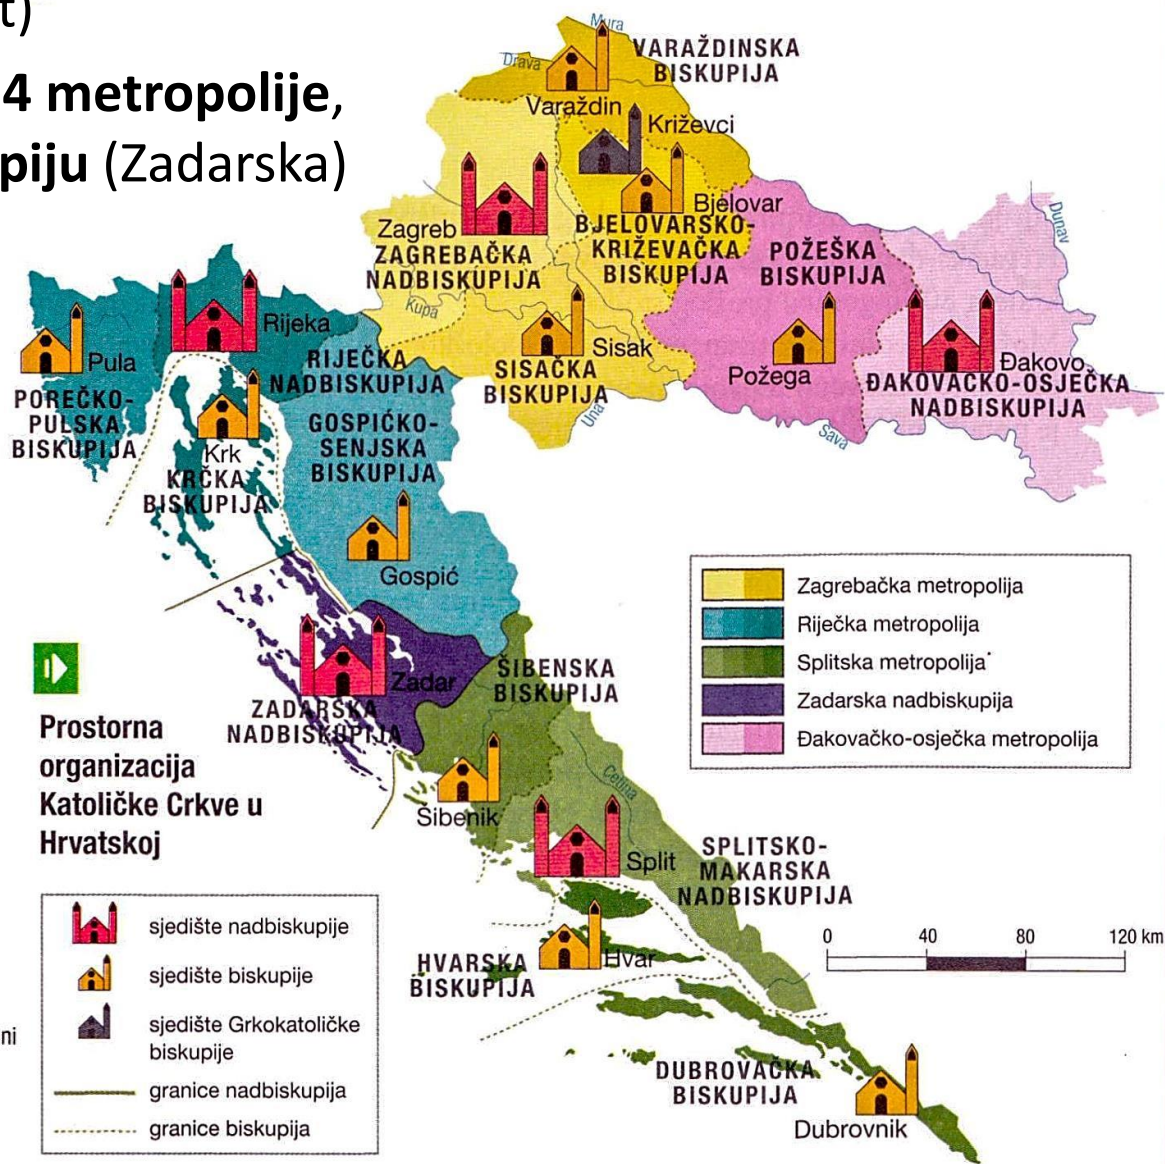 t)
4 metropolije,
piju (Zadarska)
Mura
Drava
VARAŽDINSKA
BISKUPIJA
Varaždin
Križevci
Bjelovar
BJELOVARSKO-
KRIŽEVAČKA
BISKUPIJA
Zagreb
ZAGREBAČKA
NADBISKUPIJA
Kupa
POŽEŠKA
BISKUPIJA
Dunav
Sisak
SISAČKA
BISKUPIJA
Una
Požega
Sava
Đakovo
ĐAKOVAČKO-OSJEČKA
NADBISKUPIJA
Rijeka
RIJEČKA
NADBISKUPIJA
Pula
POREČKO-
PULSKA
BISKUPIJA
Krk
KRČKA
BISKUPIJA
GOSPIĆKO-
SENJSKA
BISKUPIJA
Gospić
Zadar
ZADARSKA
NADBISKUPIJA
ŠIBENSKA
BISKUPIJA
Šibenik
Cetina
Split
SPLITSKO-
MAKARSKA
NADBISKUPIJA
Hvar
HVARSKA
BISKUPIJA
DUBROVAČKA
BISKUPIJA
Dubrovnik
Zagrebačka metropolija
Riječka metropolija
Splitska metropolija*
Zadarska nadbiskupija
Đakovačko-osječka metropolija
Prostorna
organizacija
Katoličke Crkve u
Hrvatskoj
sjedište nadbiskupije
sjedište biskupije
sjedište Grkokatoličke
biskupije
granice nadbiskupija
granice biskupija
ni
0 40 80 120 km